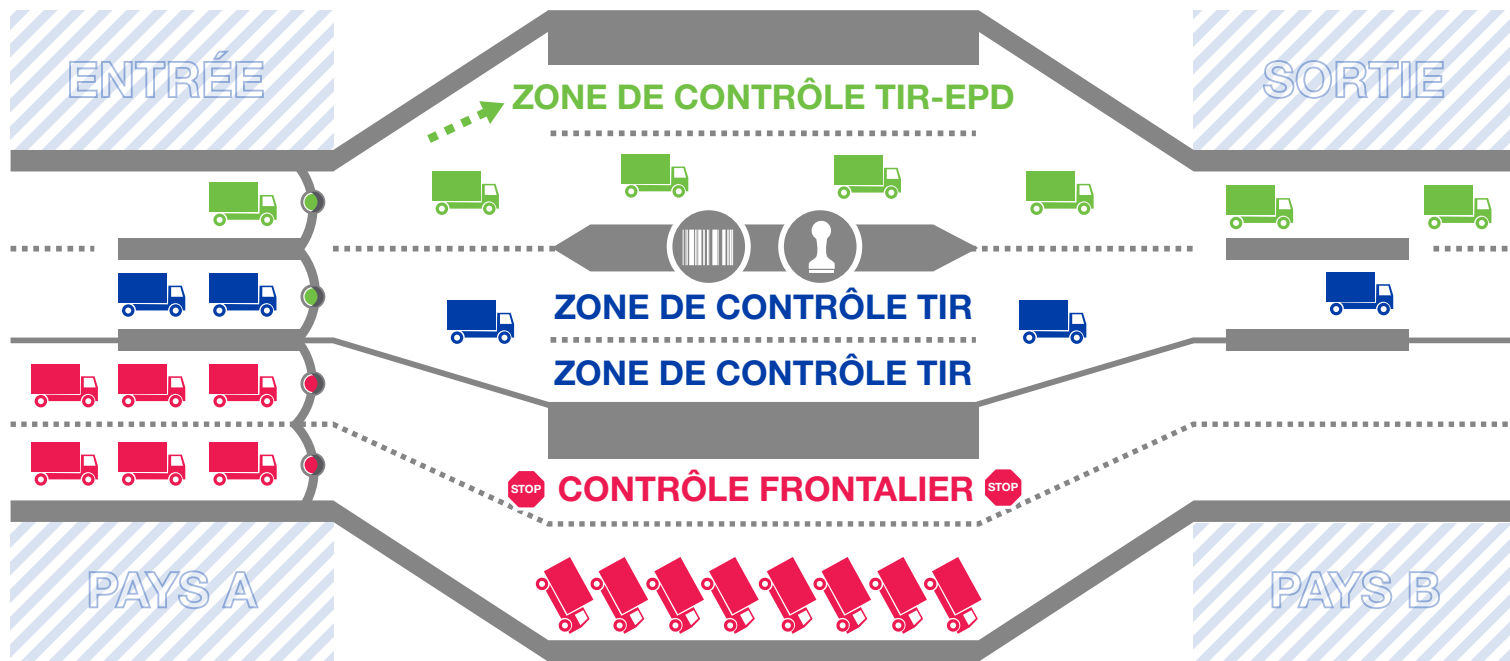 ENTRÉE
SORTIE
ZONE DE CONTRÔLE TIR-EPD
ZONE DE CONTRÔLE TIR
ZONE DE CONTRÔLE TIR
STOP CONTRÔLE FRONTALIER STOP
PAYS A
PAYS B